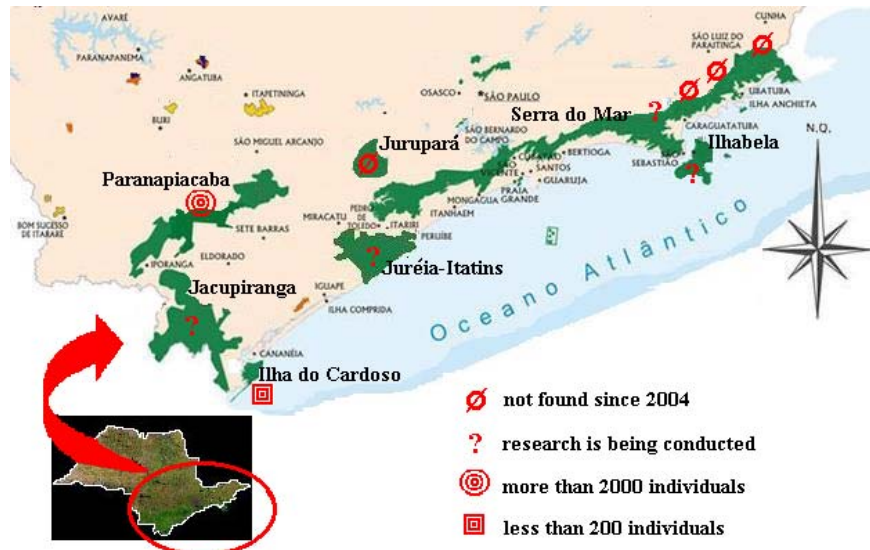 CUNHA
AVARÉ
SÃO LUIZ DO
PARAITINGA
PARANAPANEMA
ANGATUBA
ITAPETININGA
OSASCO
SÃO PAULO
UBATUBA
ILHA ANCHIETA
Serra do Mar
?
BURI
CARAGUATATUBA
N.Q.
SÃO BERNARDO
DO CAMPO
Jurupará
SÃO MIGUEL ARCANJO
CUBATÃO
BERTIOGA
SÃO
SEBASTIÃO
Ilhabela
?
SÃO
VICENTE
SANTOS
GUARUJA
PRAIA
GRANDE
Paranapiacaba
MONGAGUA
ITANHAEM
PEDRO
DE
TOLEDO
MIRACATU
ITARIRI
PERUÍBE
BOM SUCESSO
DE ITARARE
SETE BARRAS
?
ELDORADO
IPORANGA
Juréia-Itatins
Jacupiranga
IGUAPE
ILHA COMPRIDA
Oceano Atlântico
?
CANANÉIA
Ilha do Cardoso
not found since 2004
? research is being conducted
more than 2000 individuals
less than 200 individuals